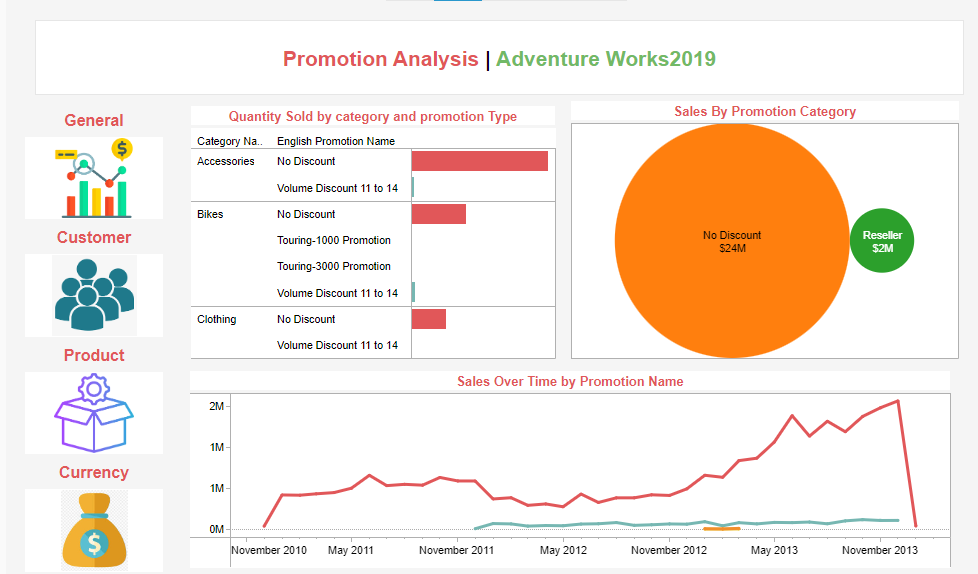 Promotion Analysis | Adventure Works2019
General
Customer
Product
Currency
Quantity Sold by category and promotion Type
Category Na.. English Promotion Name
Accessories No Discount
Volume Discount 11 to 14
Bikes No Discount
Touring-1000 Promotion
Touring-3000 Promotion
Volume Discount 11 to 14
Clothing No Discount
Volume Discount 11 to 14
Sales By Promotion Category
No Discount
$24M
Reseller
$2M
Sales Over Time by Promotion Name
2M
1M
1M
0M
November 2010 May 2011 November 2011 May 2012 November 2012 May 2013 November 2013